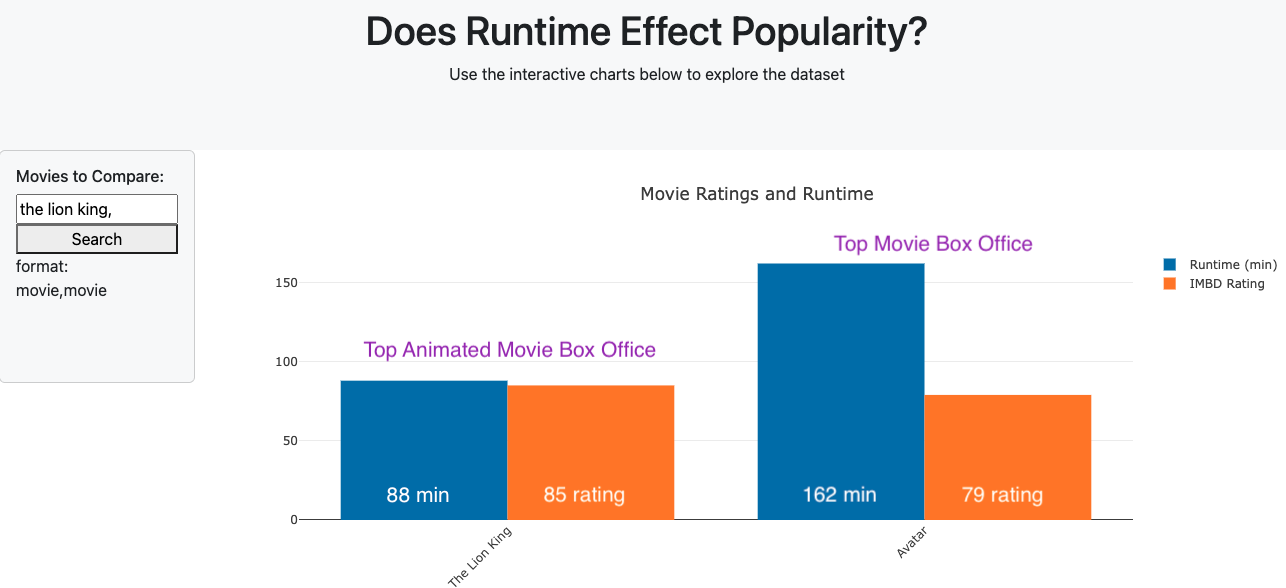 Does Runtime Effect Popularity?
Use the interactive charts below to explore the dataset
Movies to Compare:
the lion king,
Search
format:
movie,movie
Movie Ratings and Runtime
Top Movie Box Office
Top Animated Movie Box Office
Runtime (min)
IMBD Rating
150
100
50
0
88 min
85 rating
162 min
79 rating
The Lion King
Avatar